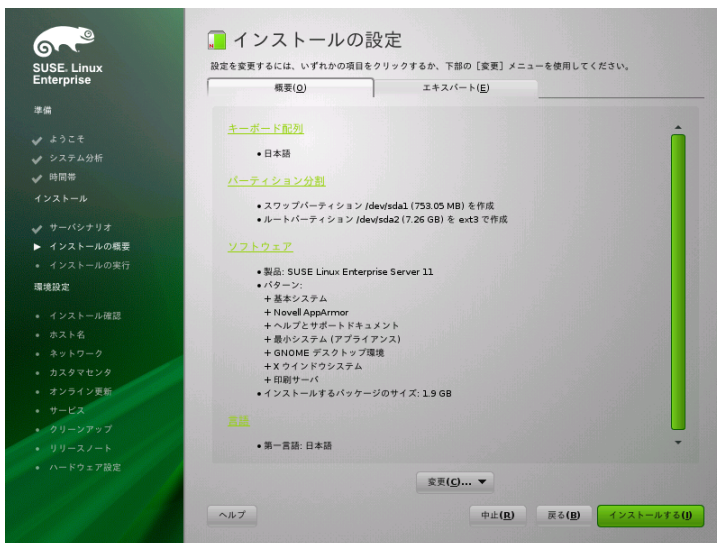 SUSE. Linux
Enterprise
準備
ようこそ
システム分析
時間帯
インストール
サーバシナリオ
インストールの概要
インストールの実行
環境設定
インストール確認
ホスト名
ネットワーク
カスタマセンタ
オンライン更新
サービス
クリーンアップ
リリースノート
ハードウェア設定
インストールの設定
設定を変更するには、いずれかの項目をクリックするか、下部の［変更］メニューを使用してください。
概要(O)
エキスパート(E)
キーボード配列
• 日本語
パーティション分割
• スワップパーティション /dev/sda1 (753.05 MB) を作成
• ルートパーティション /dev/sda2 (7.26 GB) を ext3 で作成
ソフトウェア
• 製品: SUSE Linux Enterprise Server 11
• パターン:
+ 基本システム
+ Novell AppArmor
+ ヘルプとサポートドキュメント
+ 最小システム (アプライアンス)
+ GNOME デスクトップ環境
+ X ウインドウシステム
+ 印刷サーバ
• インストールするパッケージのサイズ: 1.9 GB
言語
• 第一言語: 日本語
変更(C)...
ヘルプ
中止(R)
戻る(B)
インストールする(I)